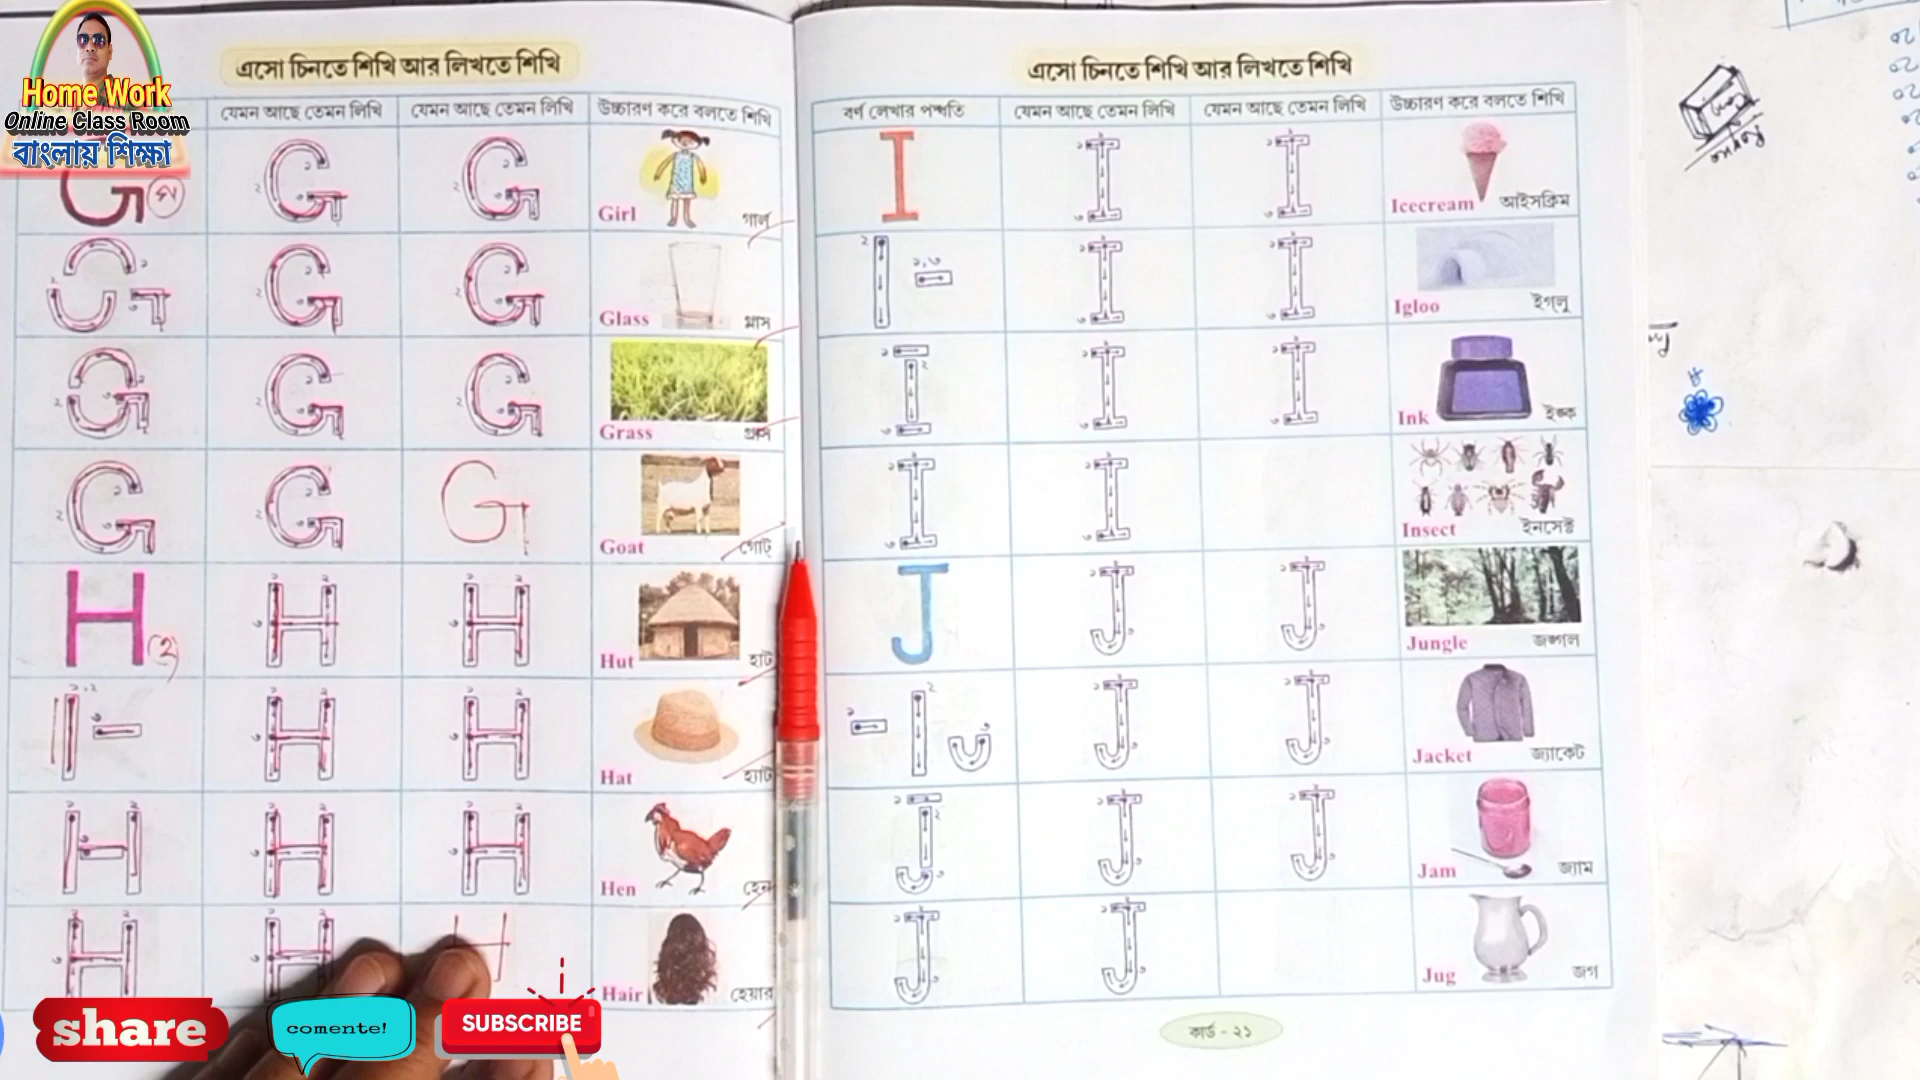 Home Work
Online Class Room
বাংলায় শিক্ষা
এসো চিনতে শিখি আর লিখতে শিখি
যেমন আছে তেমন লিখি যেমন আছে তেমন লিখি উচ্চারণ করে বলতে শিখি
G গ G G Girl গার্ল
G G Glass গ্লাস
G G G Grass গ্রাস
G G G Goat গোট্
H হ H H Hut হাট
H H Hat হ্যাট
H H H Hen হেন
H H H Hair হেয়ার
এসো চিনতে শিখি আর লিখতে শিখি
বর্ণ লেখার পদ্ধতি যেমন আছে তেমন লিখি যেমন আছে তেমন লিখি উচ্চারণ করে বলতে শিখি
I I I Icecream আইসক্রিম
I I Igloo ইগ্লু
I I I Ink ইঙ্ক
I I Insect ইনসেক্ট
J J J Jungle জঙ্গল
J J Jacket জ্যাকেট
J J J Jam জ্যাম
J J Jug জগ
কার্ড - ২১
share
comente!
SUBSCRIBE